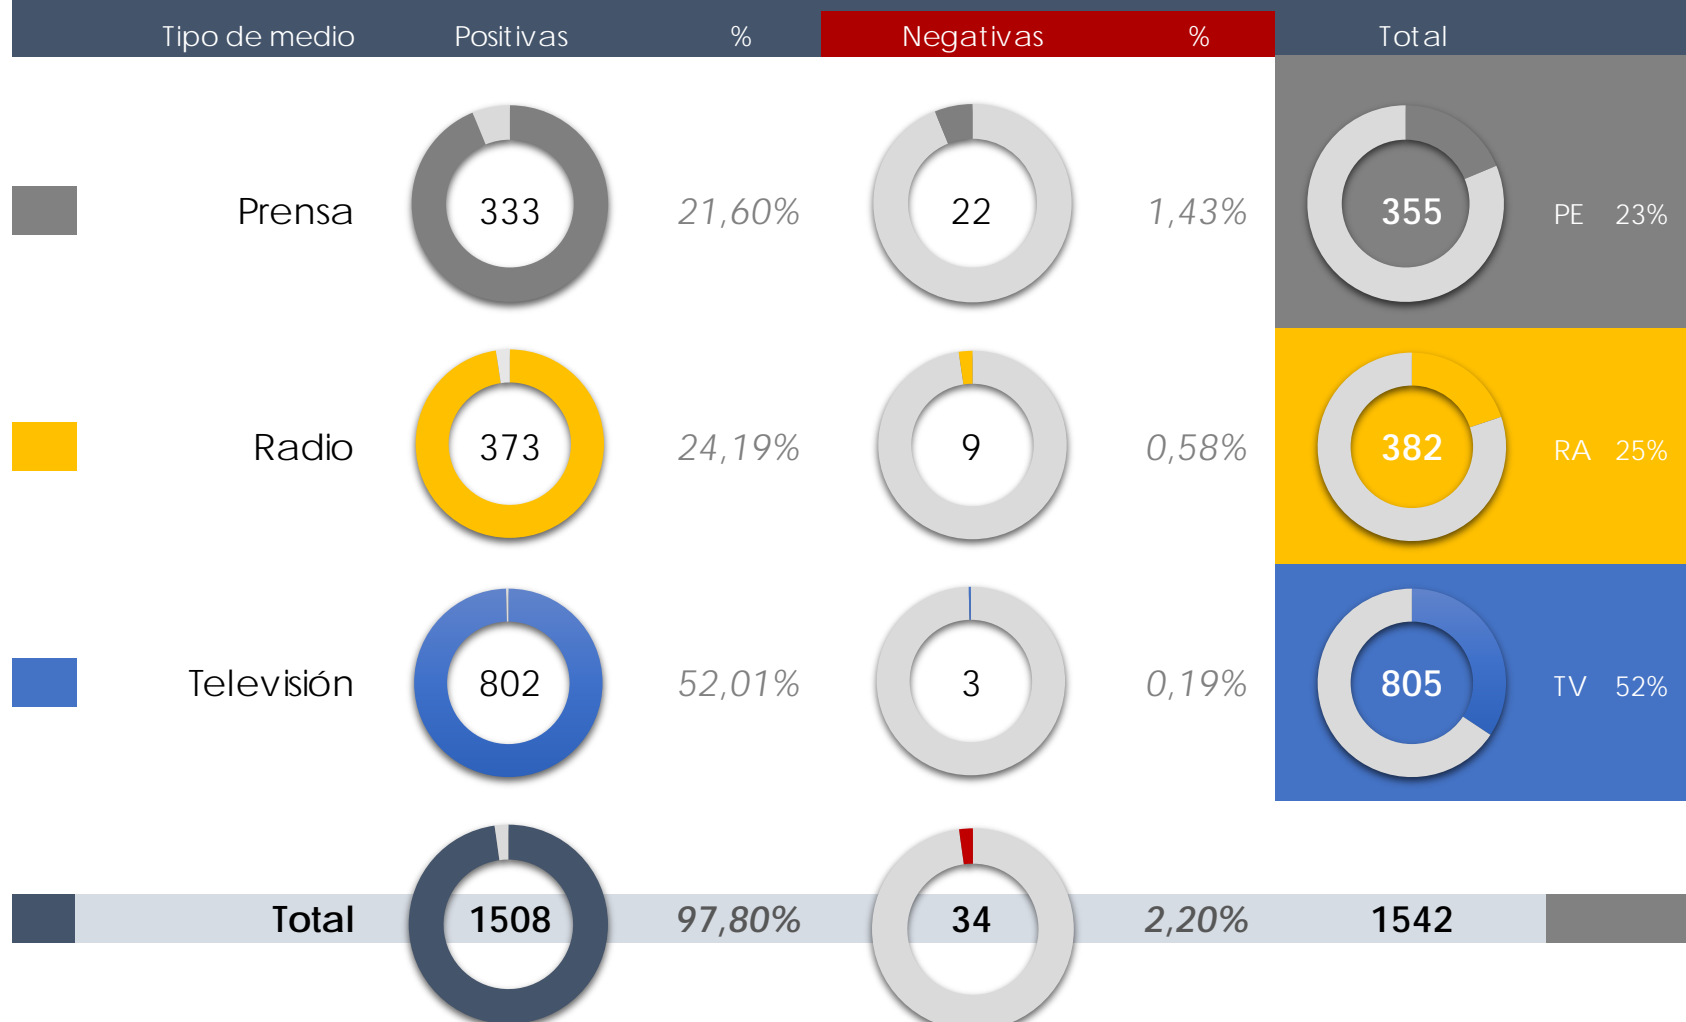 Tipo de medio Positivas % Negativas % Total
Prensa 333 21,60% 22 1,43% 355 PE 23%
Radio 373 24,19% 9 0,58% 382 RA 25%
Televisión 802 52,01% 3 0,19% 805 TV 52%
Total 1508 97,80% 34 2,20% 1542